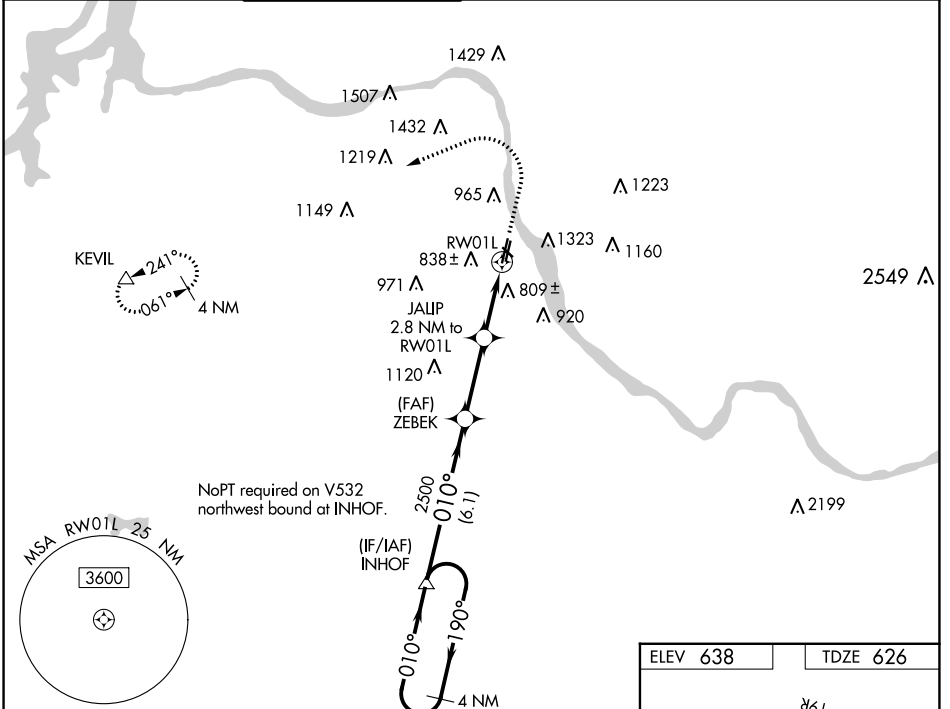 1429
1507
1432
1219
1149
965
1223
RW01L
1323
1160
838±
KEVIL
241°
061°
4 NM
971
809±
920
2549
JALIP
2.8 NM to
RW01L
1120
(FAF)
ZEBEK
NoPT required on V532
northwest bound at INHOF.
2500
010°
(6.1)
2199
(IF/IAF)
INHOF
MSA RW01L 25 NM
3600
010°
190°
4 NM
ELEV 638
TDZE 626
19R